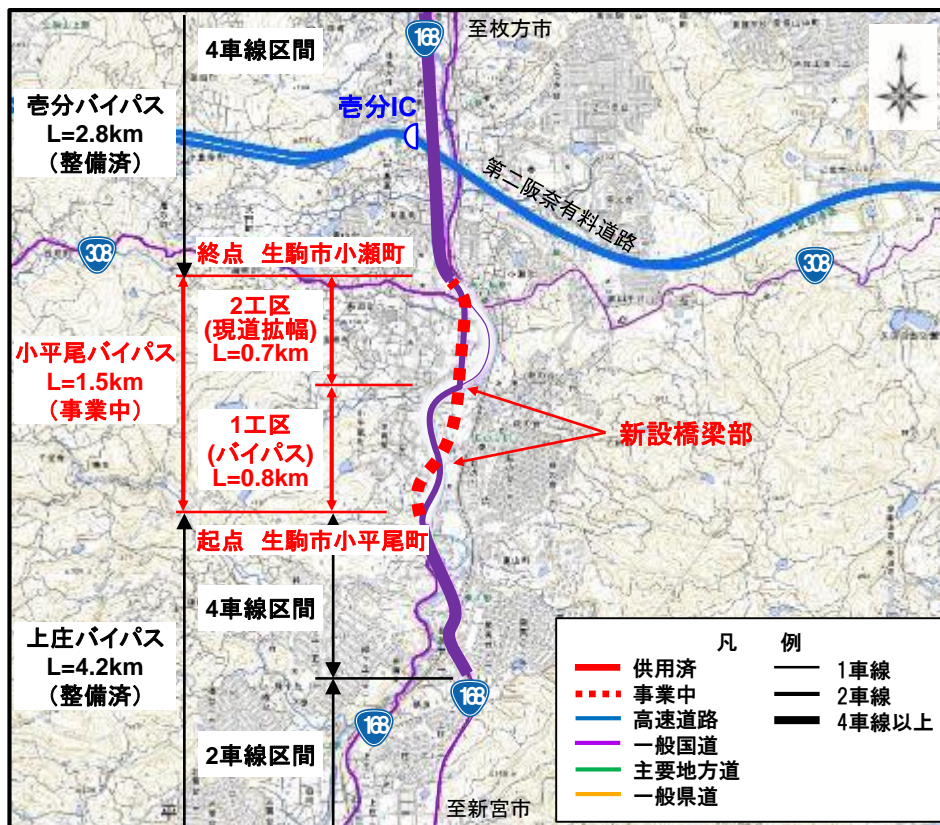 168
至枚方市
4車線区間
壱分バイパス
L=2.8km
（整備済）
壱分IC
第二阪奈有料道路
308
終点 生駒市小瀬町
308
小平尾バイパス
L=1.5km
（事業中）
2工区
(現道拡幅)
L=0.7km
1工区
(バイパス)
L=0.8km
新設橋梁部
起点 生駒市小平尾町
4車線区間
上庄バイパス
L=4.2km
（整備済）
168
168
2車線区間
至新宮市
凡 例
供用済
事業中
高速道路
一般国道
主要地方道
一般県道
1車線
2車線
4車線以上